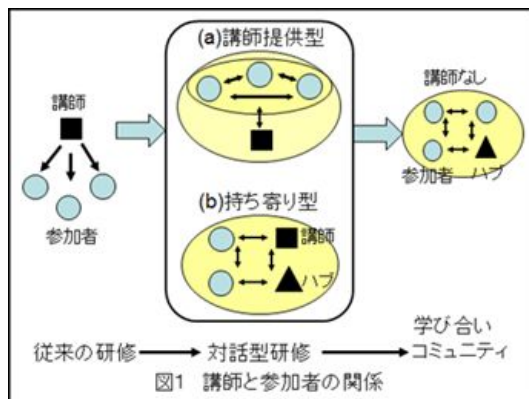 (a)講師提供型
講師
参加者
(b)持ち寄り型
講師
ハブ
講師なし
参加者
ハブ
従来の研修
対話型研修
学び合い
コミュニティ
図1 講師と参加者の関係